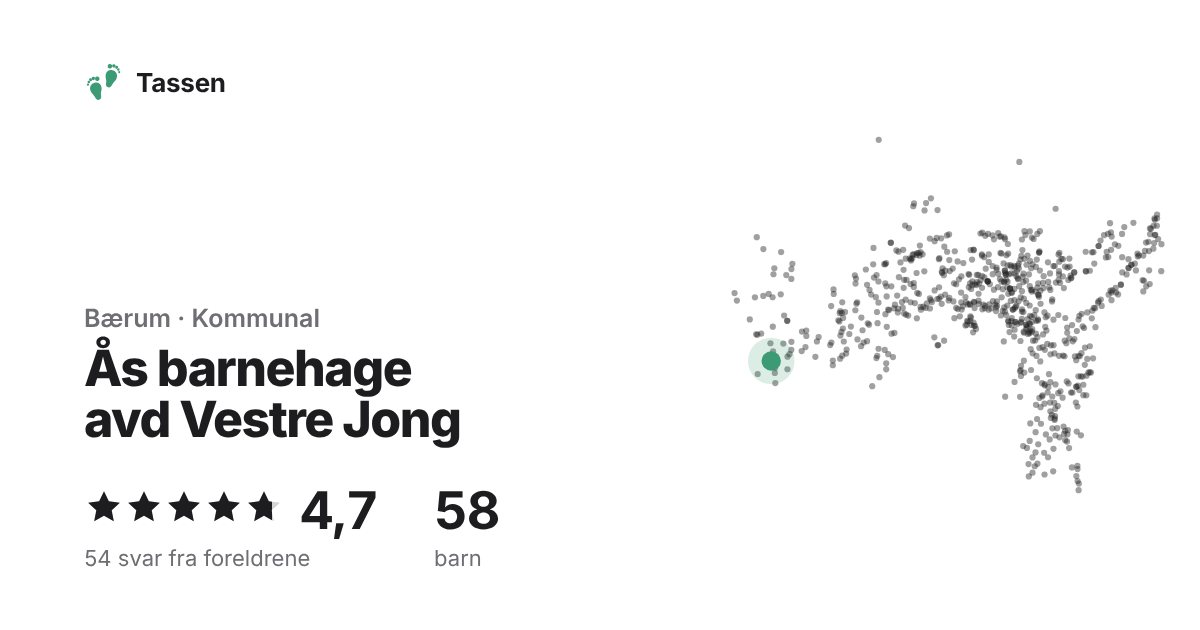 Tassen
Bærum · Kommunal
Ås barnehage
avd Vestre Jong
4,7
58
54 svar fra foreldrene
barn